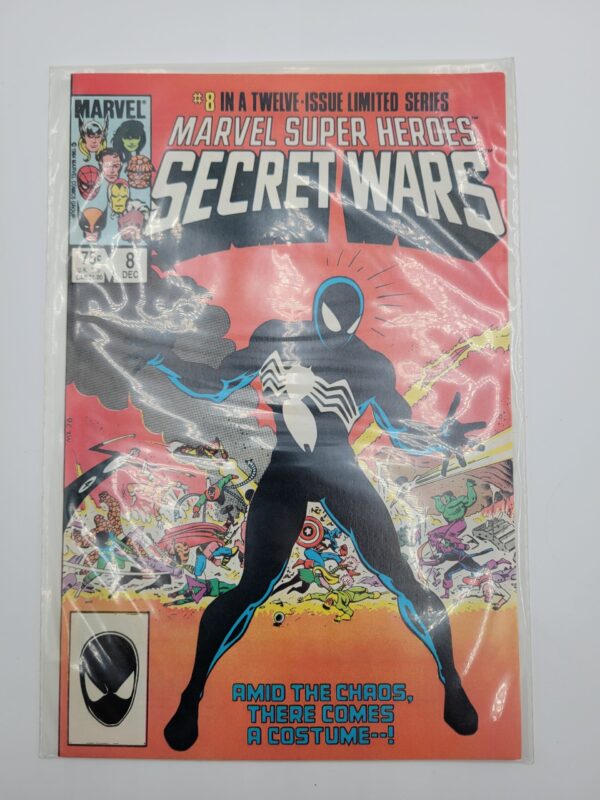 #8 IN A TWELVE-ISSUE LIMITED SERIES
MARVEL
MARVEL SUPER HEROES™
SECRET WARS
75¢
8
DEC
AMID THE CHAOS,
THERE COMES
A COSTUME--!